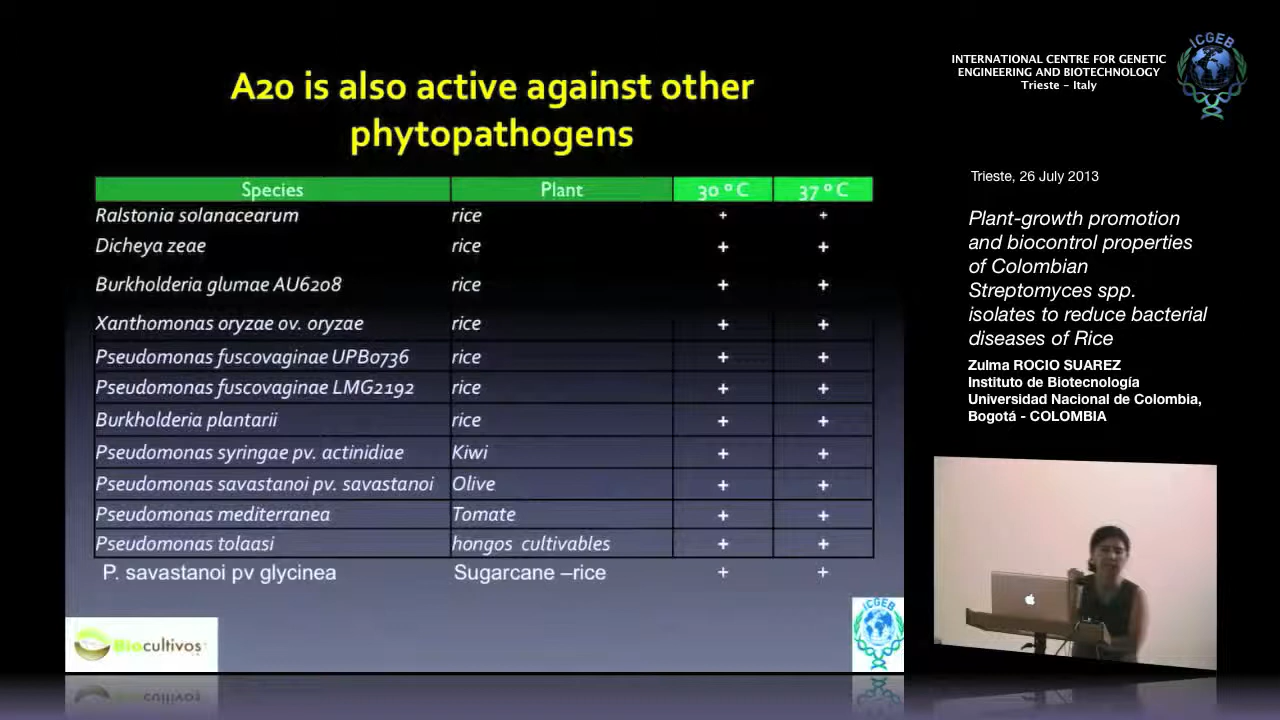 A20 is also active against other
phytopathogens
Species Plant 30 º C 37 º C
Ralstonia solanacearum rice + +
Dicheya zeae rice + +
Burkholderia glumae AU6208 rice + +
Xanthomonas oryzae ov. oryzae rice + +
Pseudomonas fuscovaginae UPB0736 rice + +
Pseudomonas fuscovaginae LMG2192 rice + +
Burkholderia plantarii rice + +
Pseudomonas syringae pv. actinidiae Kiwi + +
Pseudomonas savastanoi pv. savastanoi Olive + +
Pseudomonas mediterranea Tomate + +
Pseudomonas tolaasi hongos cultivables + +
P. savastanoi pv glycinea Sugarcane –rice + +
Biocultivos
ICGEB
INTERNATIONAL CENTRE FOR GENETIC
ENGINEERING AND BIOTECHNOLOGY
Trieste - Italy
ICGEB
Trieste, 26 July 2013
Plant-growth promotion
and biocontrol properties
of Colombian
Streptomyces spp.
isolates to reduce bacterial
diseases of Rice
Zulma ROCIO SUAREZ
Instituto de Biotecnología
Universidad Nacional de Colombia,
Bogotá - COLOMBIA